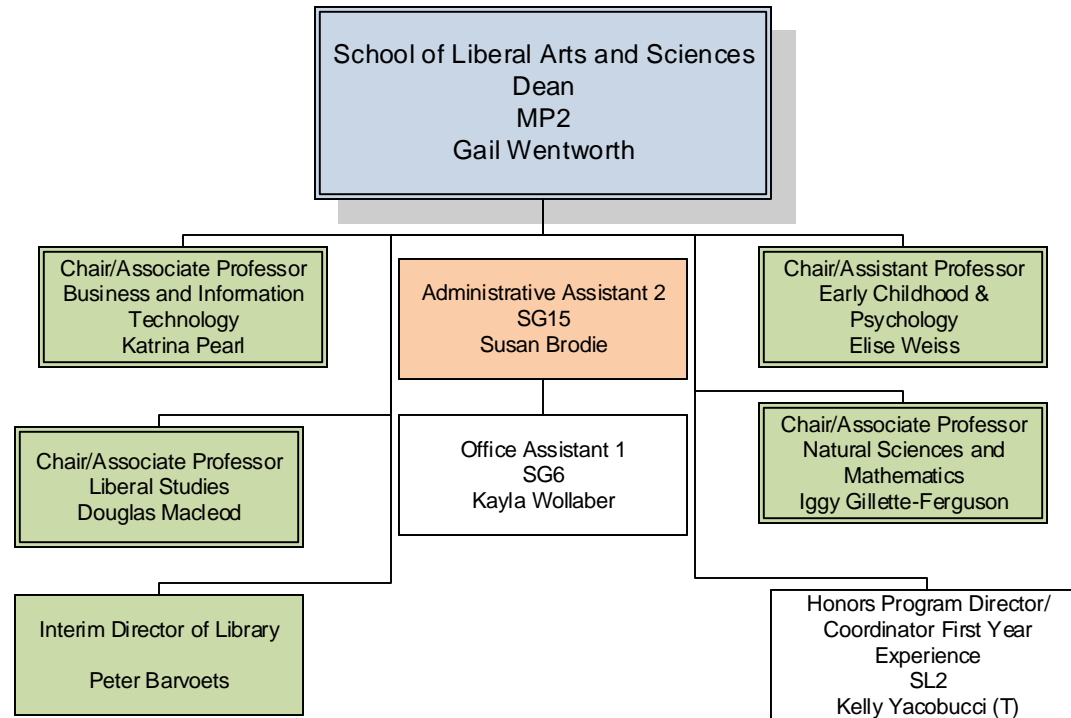 School of Liberal Arts and Sciences
Dean
MP2
Gail Wentworth
Chair/Associate Professor
Business and Information
Technology
Katrina Pearl
Administrative Assistant 2
SG15
Susan Brodie
Chair/Assistant Professor
Early Childhood &
Psychology
Elise Weiss
Chair/Associate Professor
Liberal Studies
Douglas Macleod
Office Assistant 1
SG6
Kayla Wollaber
Chair/Associate Professor
Natural Sciences and
Mathematics
Iggy Gillette-Ferguson
Interim Director of Library
Peter Barvoets
Honors Program Director/
Coordinator First Year
Experience
SL2
Kelly Yacobucci (T)